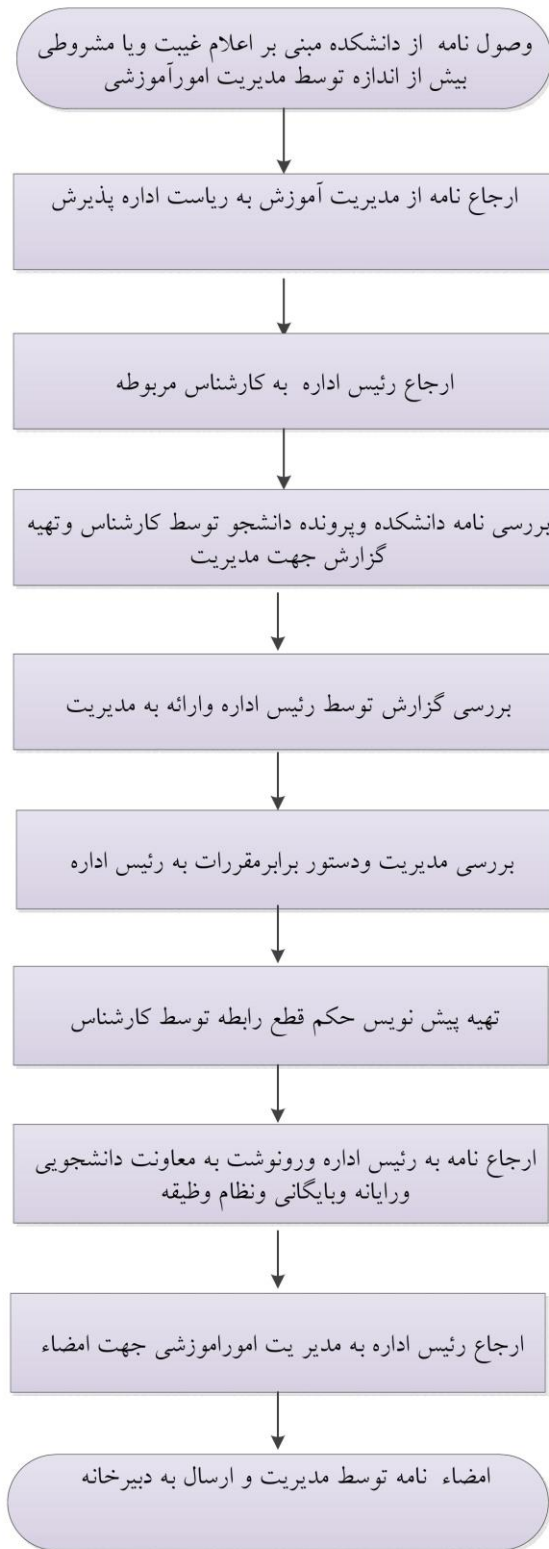 وصول نامه از دانشکده مبنی بر اعلام غیبت ویا مشروطی
بیش از اندازه توسط مدیریت امورآموزشی
ارجاع نامه از مدیریت آموزش به ریاست اداره پذیرش
ارجاع رئیس اداره به کارشناس مربوطه
بررسی نامه دانشکده وپرونده دانشجو توسط کارشناس وتهیه
گزارش جهت مدیریت
بررسی گزارش توسط رئیس اداره وارائه به مدیریت
بررسی مدیریت ودستور برابرمقررات به رئیس اداره
تهیه پیش نویس حکم قطع رابطه توسط کارشناس
ارجاع نامه به رئیس اداره ورونوشت به معاونت دانشجویی
ورایانه وبایگانی ونظام وظیقه
ارجاع رئیس اداره به مدیر یت اموراموزشی جهت امضاء
امضاء نامه توسط مدیریت و ارسال به دبیرخانه